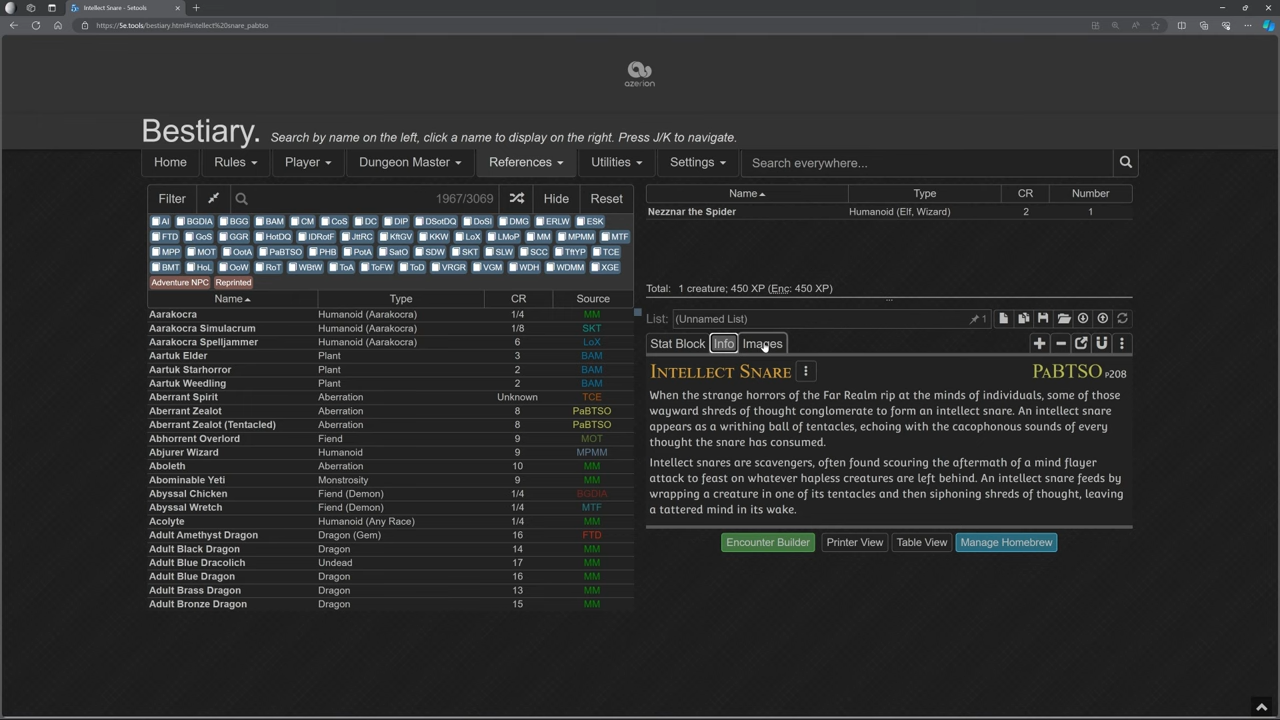 Intellect Snare - 5etools
https://5e.tools/bestiary.html#intellect%20snare_pabtso
azerion
Bestiary. Search by name on the left, click a name to display on the right. Press J/K to navigate.
Home Rules Player Dungeon Master References Utilities Settings Search everywhere...
Filter 1967/3069 Hide Reset
AI BGDIA BGG BAM CM CoS DC DIP DSotDQ DoSI DMG ERLW ESK
FTD GoS GGR HotDQ IDRotF JttRC KftGV KKW LoX LMoP MM MPMM MTF
MPP MOT OotA PaBTSO PHB PotA SatO SDW SKT SLW SCC TftYP TCE
BMT HoL OoW RoT WBtW ToA ToFW ToD VRGR VGM WDH WDMM XGE
Adventure NPC Reprinted
Name Type CR Source
Aarakocra Humanoid (Aarakocra) 1/4 MM
Aarakocra Simulacrum Humanoid (Aarakocra) 1/8 SKT
Aarakocra Spelljammer Humanoid (Aarakocra) 6 LoX
Aartuk Elder Plant 3 BAM
Aartuk Starhorror Plant 2 BAM
Aartuk Weedling Plant 2 BAM
Aberrant Spirit Aberration Unknown TCE
Aberrant Zealot Aberration 8 PaBTSO
Aberrant Zealot (Tentacled) Aberration 8 PaBTSO
Abhorrent Overlord Fiend 9 MOT
Abjurer Wizard Humanoid 9 MPMM
Aboleth Aberration 10 MM
Abominable Yeti Monstrosity 9 MM
Abyssal Chicken Fiend (Demon) 1/4 BGDIA
Abyssal Wretch Fiend (Demon) 1/4 MTF
Acolyte Humanoid (Any Race) 1/4 MM
Adult Amethyst Dragon Dragon (Gem) 16 FTD
Adult Black Dragon Dragon 14 MM
Adult Blue Dracolich Undead 17 MM
Adult Blue Dragon Dragon 16 MM
Adult Brass Dragon Dragon 13 MM
Adult Bronze Dragon Dragon 15 MM
Name Type CR Number
Nezznar the Spider Humanoid (Elf, Wizard) 2 1
Total: 1 creature; 450 XP (Enc: 450 XP)
List: (Unnamed List) 1
Stat Block Info Images
Intellect Snare PaBTSO p208
When the strange horrors of the Far Realm rip at the minds of individuals, some of those
wayward shreds of thought conglomerate to form an intellect snare. An intellect snare
appears as a writhing ball of tentacles, echoing with the cacophonous sounds of every
thought the snare has consumed.
Intellect snares are scavengers, often found scouring the aftermath of a mind flayer
attack to feast on whatever hapless creatures are left behind. An intellect snare feeds by
wrapping a creature in one of its tentacles and then siphoning shreds of thought, leaving
a tattered mind in its wake.
Encounter Builder Printer View Table View Manage Homebrew